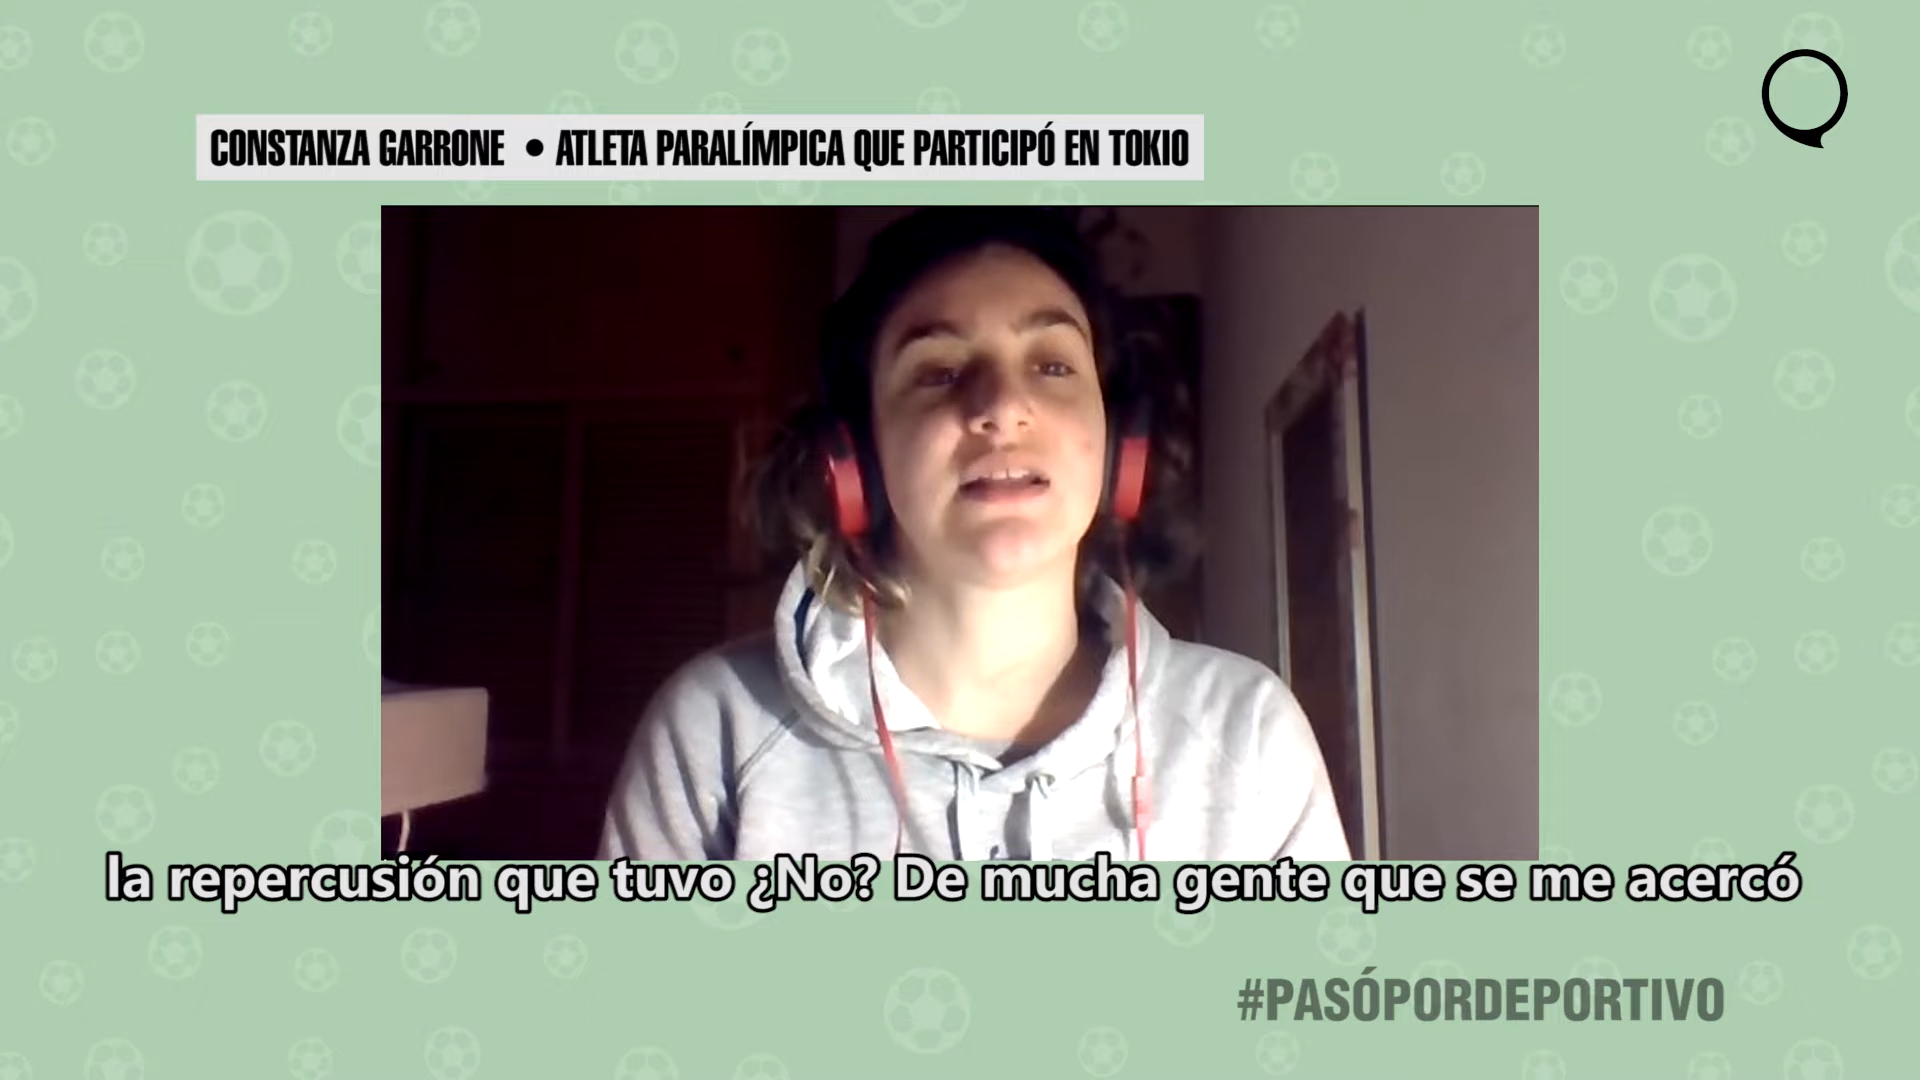 CONSTANZA GARRONE • ATLETA PARALÍMPICA QUE PARTICIPÓ EN TOKIO
la repercusión que tuvo ¿No? De mucha gente que se me acercó
#PASÓPORDEPORTIVO